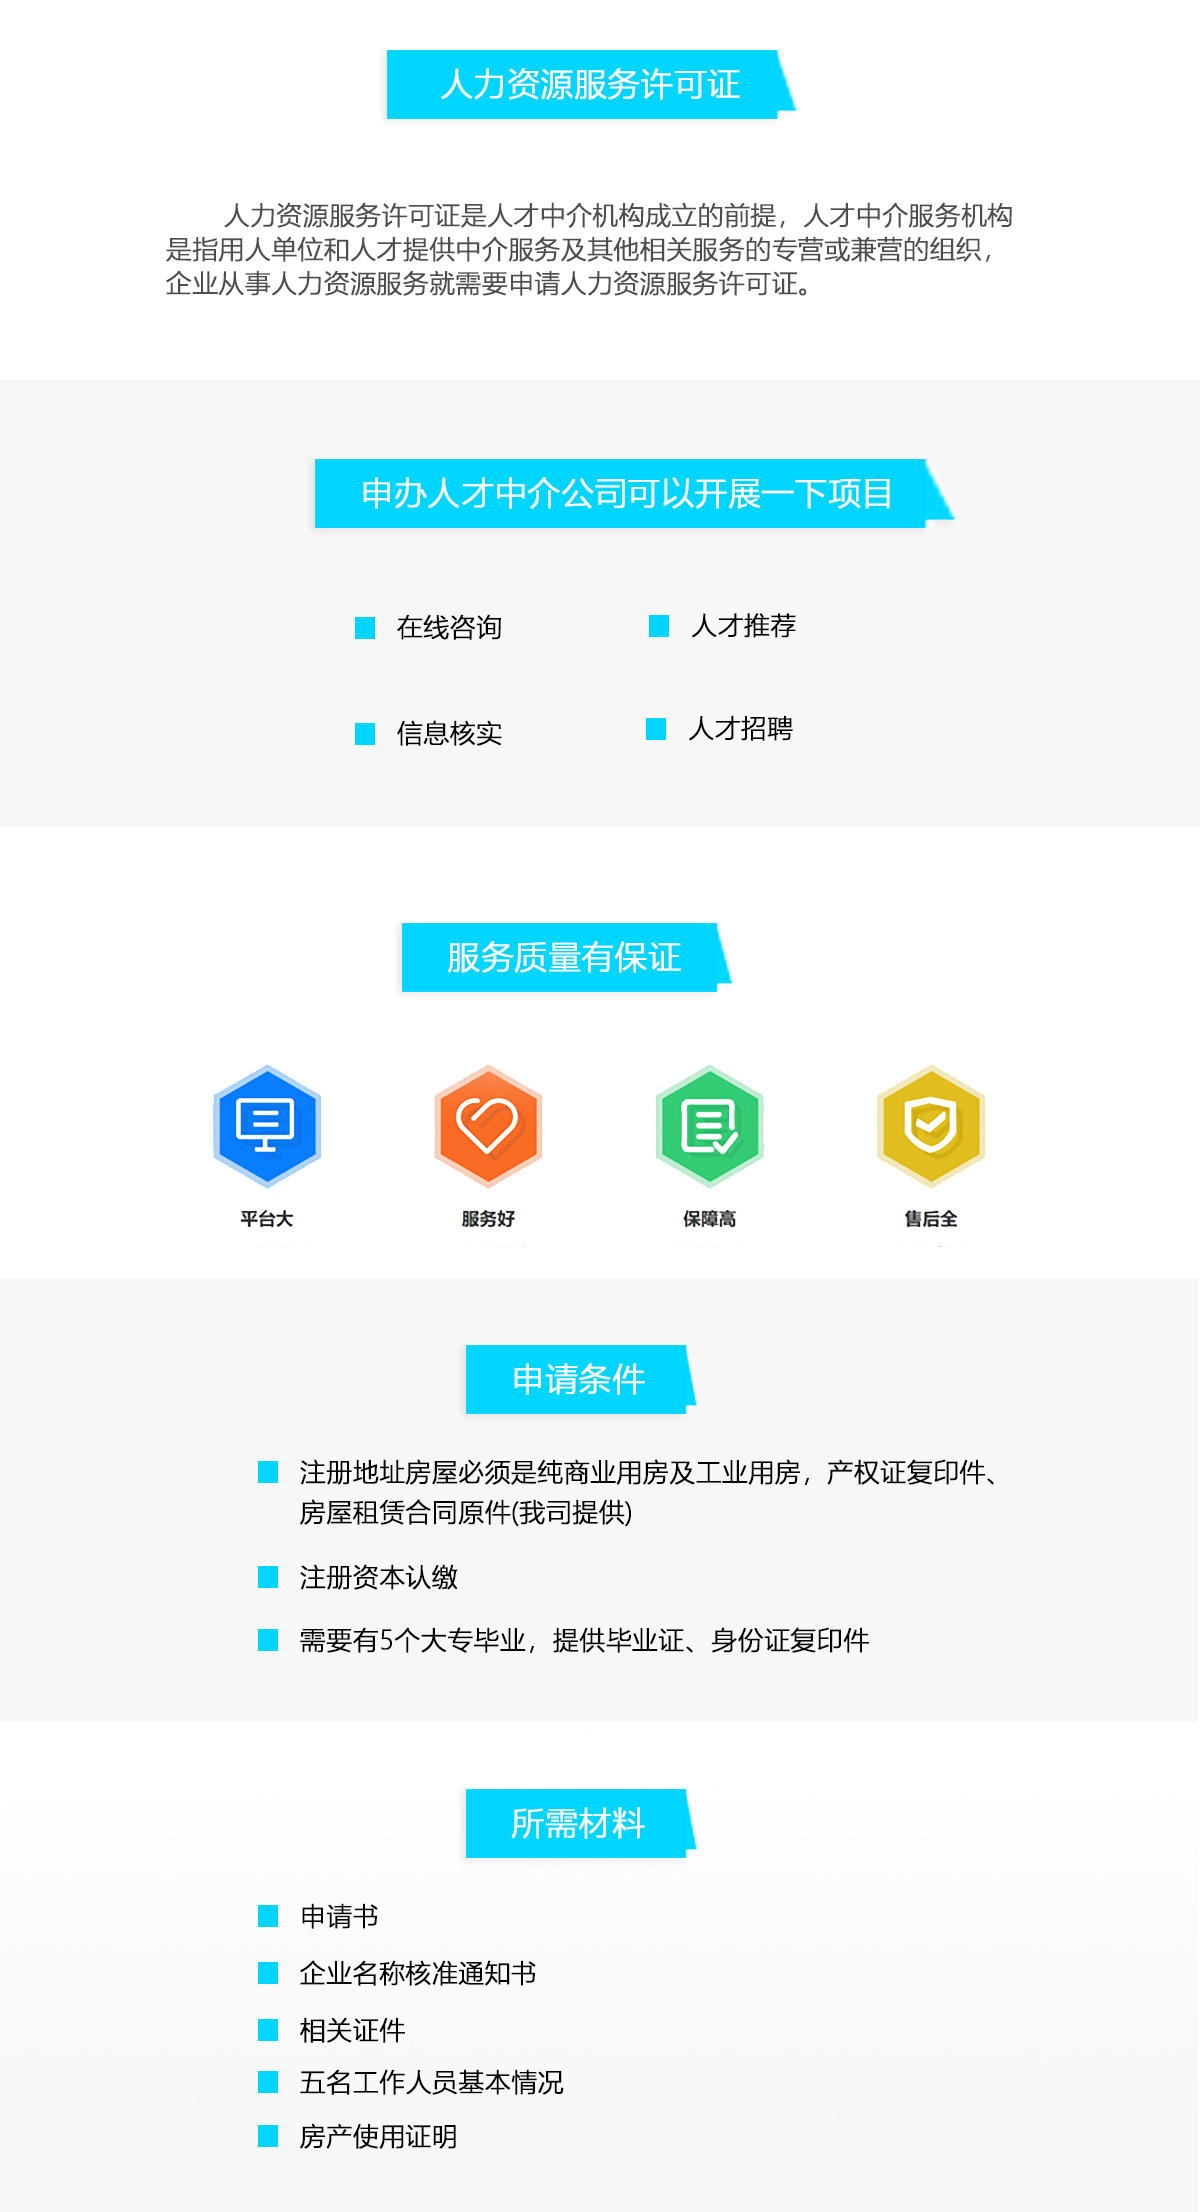 人力资源服务许可证
人力资源服务许可证是人才中介机构成立的前提，人才中介服务机构
是指用人单位和人才提供中介服务及其他相关服务的专营或兼营的组织，
企业从事人力资源服务就需要申请人力资源服务许可证。
申办人才中介公司可以开展一下项目
在线咨询
人才推荐
信息核实
人才招聘
服务质量有保证
平台大
服务好
保障高
售后全
申请条件
注册地址房屋必须是纯商业用房及工业用房，产权证复印件、
房屋租赁合同原件(我司提供)
注册资本认缴
需要有5个大专毕业，提供毕业证、身份证复印件
所需材料
申请书
企业名称核准通知书
相关证件
五名工作人员基本情况
房产使用证明